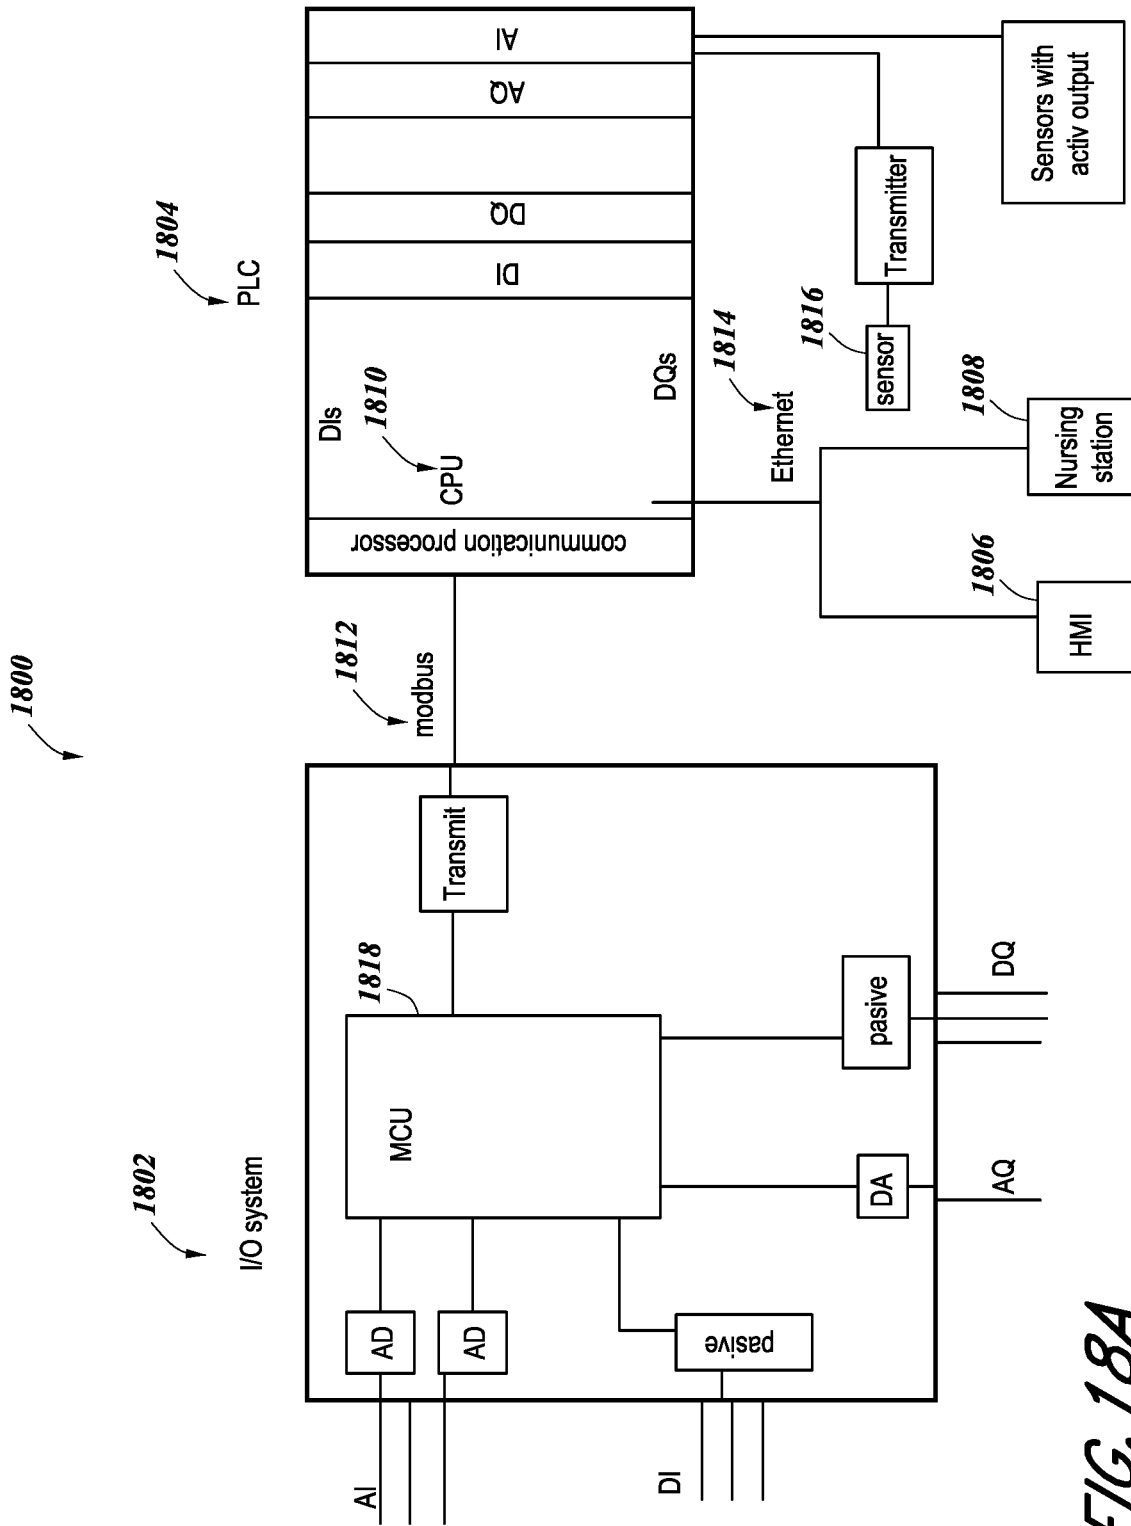 1800
1802
I/O system
AI
AD
AD
DI
pasive
MCU
1818
DA
AQ
pasive
DQ
Transmit
1812
modbus
1804
PLC
communication processor
CPU
1810
DIs
DQs
DI
DQ
AQ
AI
1814
Ethernet
1806
HMI
1808
Nursing
station
1816
sensor
Transmitter
Sensors with
activ output
FIG. 18A